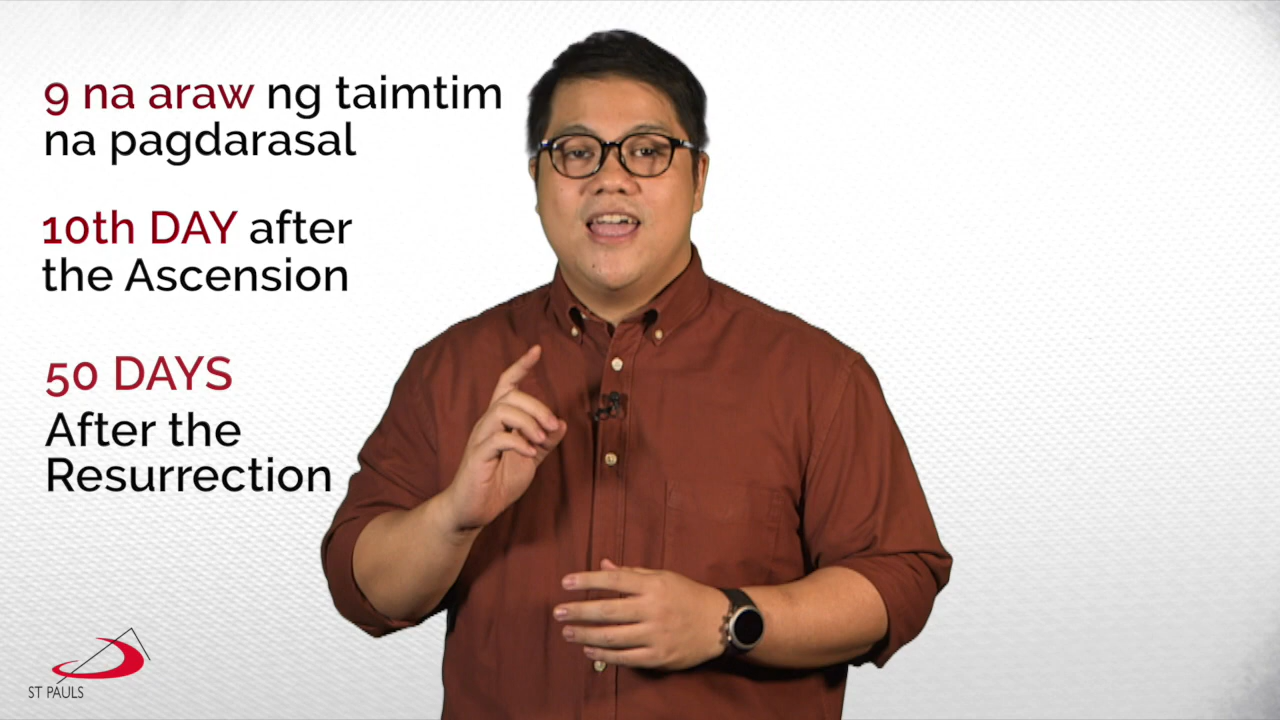 9 na araw ng taimtim
na pagdarasal
10th DAY after
the Ascension
50 DAYS
After the
Resurrection
ST PAULS